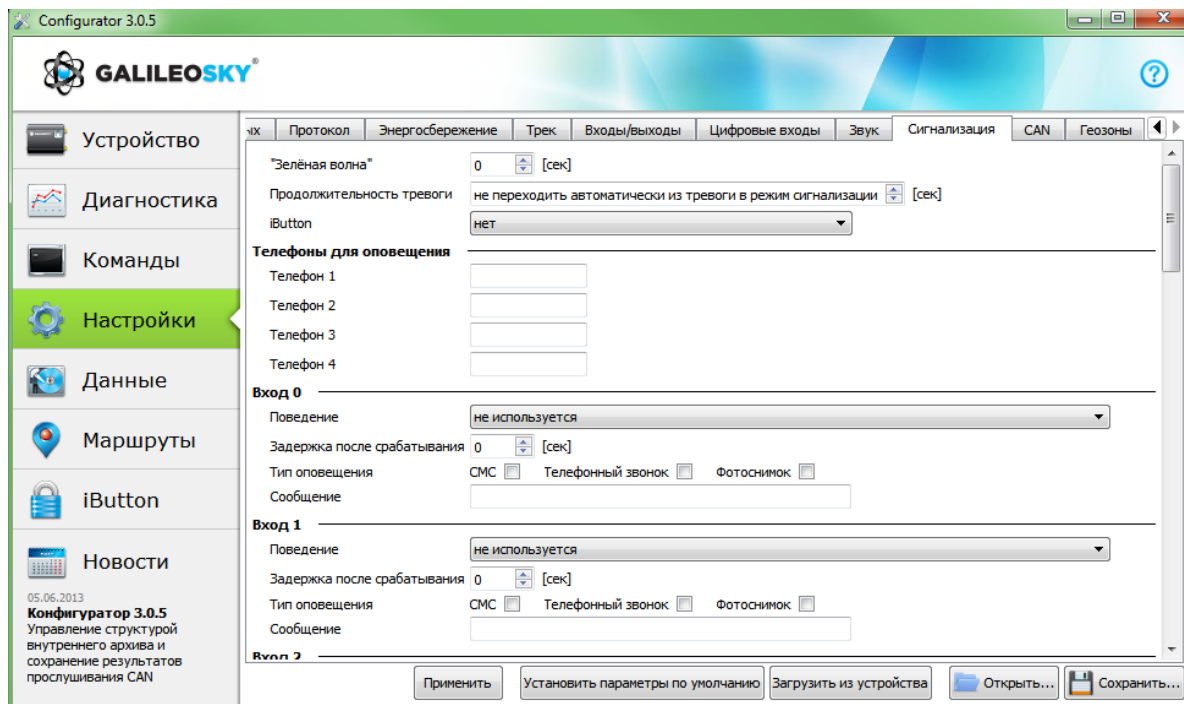 Configurator 3.0.5
GALILEOSKY®
?
Устройство
Диагностика
Команды
Настройки
Данные
Маршруты
iButton
Новости
05.06.2013
Конфигуратор 3.0.5
Управление структурой
внутреннего архива и
сохранение результатов
прослушивания CAN
ых Протокол Энергосбережение Трек Входы/выходы Цифровые входы Звук Сигнализация CAN Геозоны
"Зелёная волна" 0 [сек]
Продолжительность тревоги не переходить автоматически из тревоги в режим сигнализации [сек]
iButton нет
Телефоны для оповещения
Телефон 1
Телефон 2
Телефон 3
Телефон 4
Вход 0
Поведение не используется
Задержка после срабатывания 0 [сек]
Тип оповещения СМС Телефонный звонок Фотоснимок
Сообщение
Вход 1
Поведение не используется
Задержка после срабатывания 0 [сек]
Тип оповещения СМС Телефонный звонок Фотоснимок
Сообщение
Вход 2
Применить Установить параметры по умолчанию Загрузить из устройства Открыть... Сохранить...